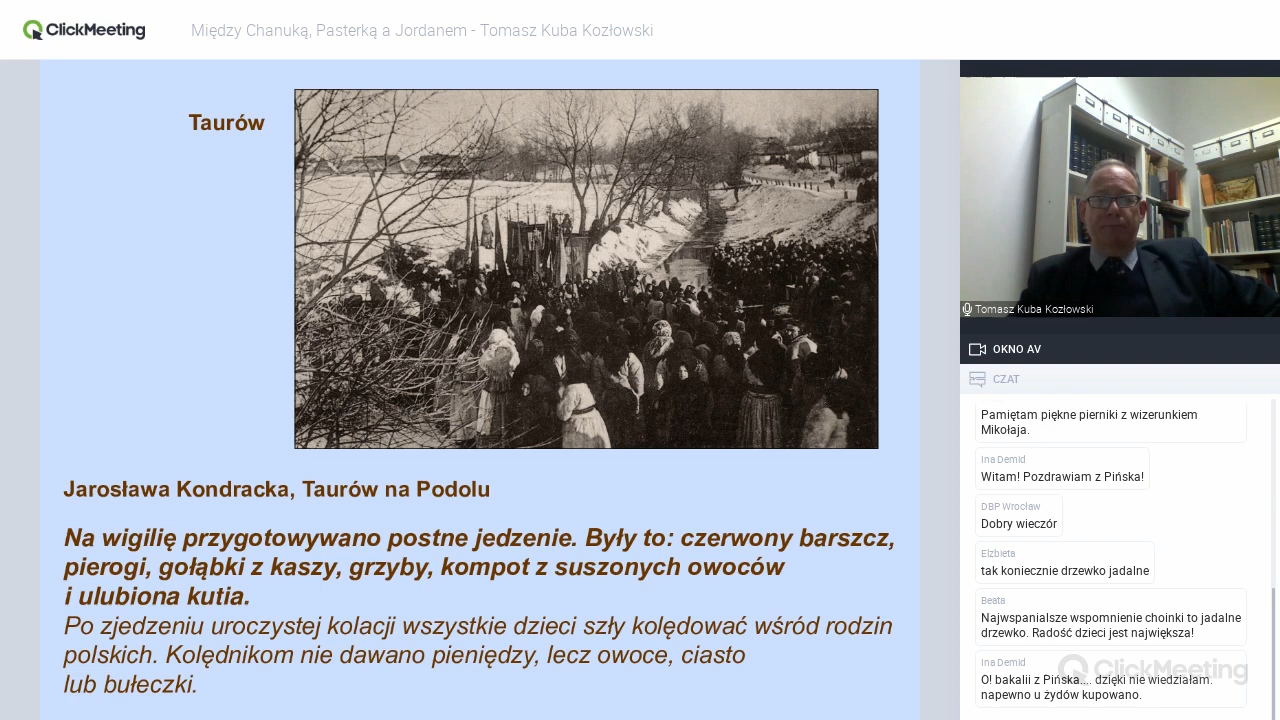 ClickMeeting
Między Chanuką, Pasterką a Jordanem - Tomasz Kuba Kozłowski
Taurów
Jarosława Kondracka, Taurów na Podolu
Na wigilię przygotowywano postne jedzenie. Były to: czerwony barszcz,
pierogi, gołąbki z kaszy, grzyby, kompot z suszonych owoców
i ulubiona kutia.
Po zjedzeniu uroczystej kolacji wszystkie dzieci szły kolędować wśród rodzin
polskich. Kolędnikom nie dawano pieniędzy, lecz owoce, ciasto
lub bułeczki.
Tomasz Kuba Kozłowski
OKNO AV
CZAT
Pamiętam piękne pierniki z wizerunkiem
Mikołaja.
Ina Demid
Witam! Pozdrawiam z Pińska!
DBP Wrocław
Dobry wieczór
Elzbieta
tak koniecznie drzewko jadalne
Beata
Najwspanialsze wspomnienie choinki to jadalne
drzewko. Radość dzieci jest największa!
Ina Demid
O! bakalii z Pińska.... dzięki nie wiedziałam.
napewno u żydów kupowano.
ClickMeeting